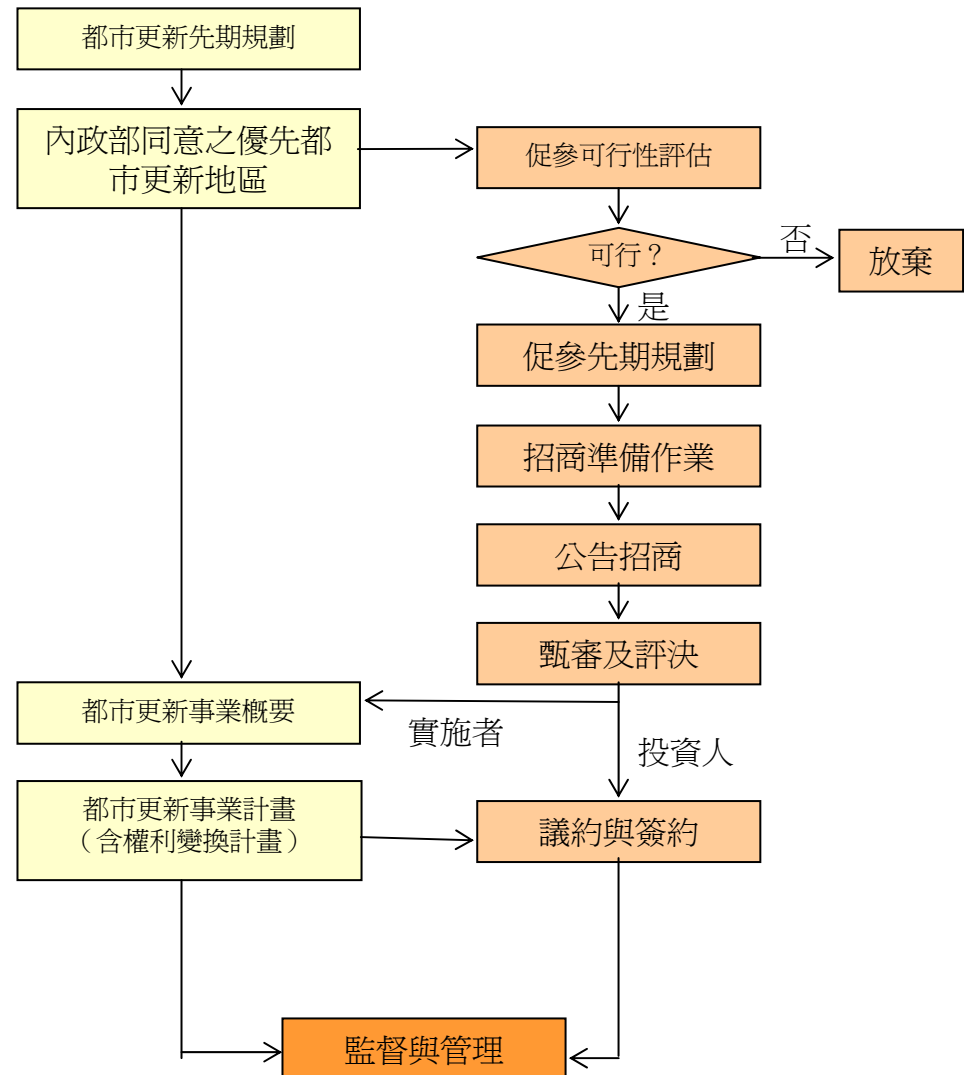 都市更新先期規劃
內政部同意之優先都
市更新地區
促參可行性評估
可行？
否
放棄
是
促參先期規劃
招商準備作業
公告招商
甄審及評決
都市更新事業概要
實施者
投資人
都市更新事業計畫
（含權利變換計畫）
議約與簽約
監督與管理